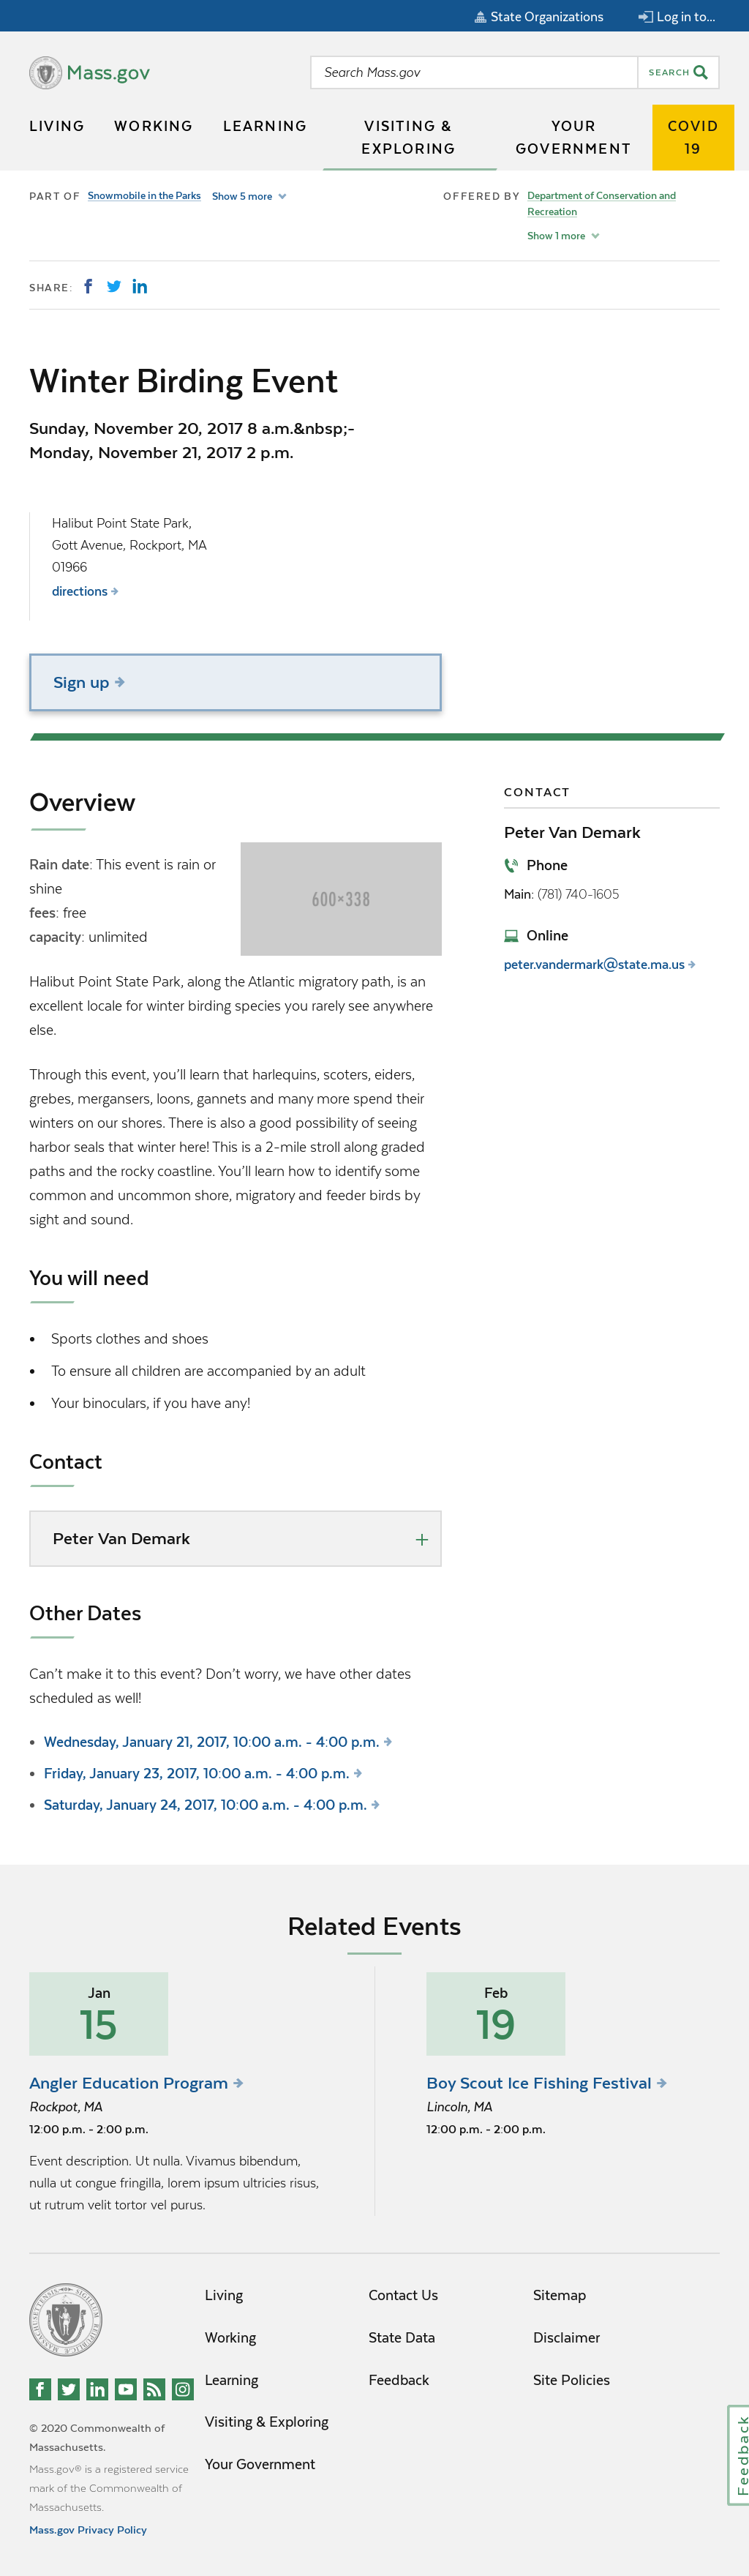 State Organizations
Log in to...
Mass.gov
Search Mass.gov
SEARCH
LIVING
WORKING
LEARNING
VISITING &
EXPLORING
YOUR
GOVERNMENT
COVID
19
PART OF
Snowmobile in the Parks
Show 5 more
OFFERED BY
Department of Conservation and
Recreation
Show 1 more
SHARE:
Winter Birding Event
Sunday, November 20, 2017 8 a.m.&nbsp;-
Monday, November 21, 2017 2 p.m.
Halibut Point State Park,
Gott Avenue, Rockport, MA
01966
directions
Sign up
Overview
Rain date: This event is rain or
shine
fees: free
capacity: unlimited
600×338
Halibut Point State Park, along the Atlantic migratory path, is an
excellent locale for winter birding species you rarely see anywhere
else.
Through this event, you’ll learn that harlequins, scoters, eiders,
grebes, mergansers, loons, gannets and many more spend their
winters on our shores. There is also a good possibility of seeing
harbor seals that winter here! This is a 2-mile stroll along graded
paths and the rocky coastline. You’ll learn how to identify some
common and uncommon shore, migratory and feeder birds by
sight and sound.
CONTACT
Peter Van Demark
Phone
Main: (781) 740-1605
Online
peter.vandermark@state.ma.us
You will need
Sports clothes and shoes
To ensure all children are accompanied by an adult
Your binoculars, if you have any!
Contact
Peter Van Demark
Other Dates
Can’t make it to this event? Don’t worry, we have other dates
scheduled as well!
Wednesday, January 21, 2017, 10:00 a.m. - 4:00 p.m.
Friday, January 23, 2017, 10:00 a.m. - 4:00 p.m.
Saturday, January 24, 2017, 10:00 a.m. - 4:00 p.m.
Related Events
Jan
15
Angler Education Program
Rockpot, MA
12:00 p.m. - 2:00 p.m.
Event description. Ut nulla. Vivamus bibendum,
nulla ut congue fringilla, lorem ipsum ultricies risus,
ut rutrum velit tortor vel purus.
Feb
19
Boy Scout Ice Fishing Festival
Lincoln, MA
12:00 p.m. - 2:00 p.m.
Living
Working
Learning
Visiting & Exploring
Your Government
Contact Us
State Data
Feedback
Sitemap
Disclaimer
Site Policies
© 2020 Commonwealth of
Massachusetts.
Mass.gov® is a registered service
mark of the Commonwealth of
Massachusetts.
Mass.gov Privacy Policy
Feedback